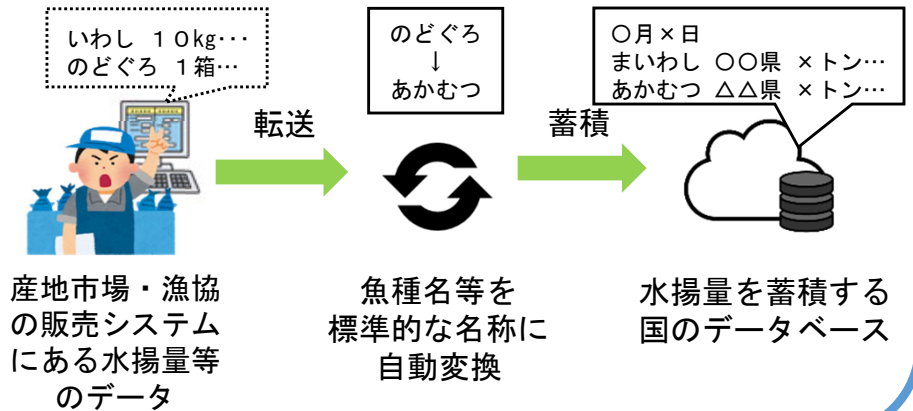 いわし １０kg･･･
のどぐろ １箱…
のどぐろ
↓
あかむつ
〇月×日
まいわし 〇〇県 ×トン…
あかむつ △△県 ×トン…
転送
蓄積
産地市場・漁協
の販売システム
にある水揚量等
のデータ
魚種名等を
標準的な名称に
自動変換
水揚量を蓄積する
国のデータベース